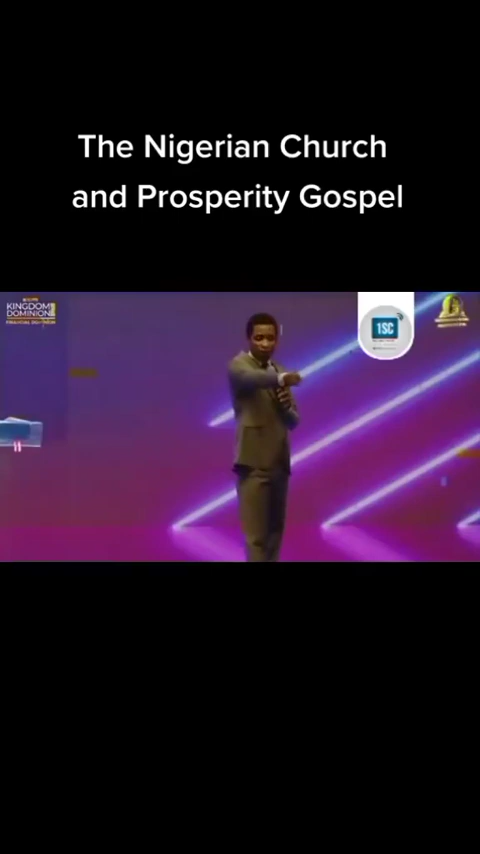 The Nigerian Church
and Prosperity Gospel
KINGDOM
DOMINION
1SC